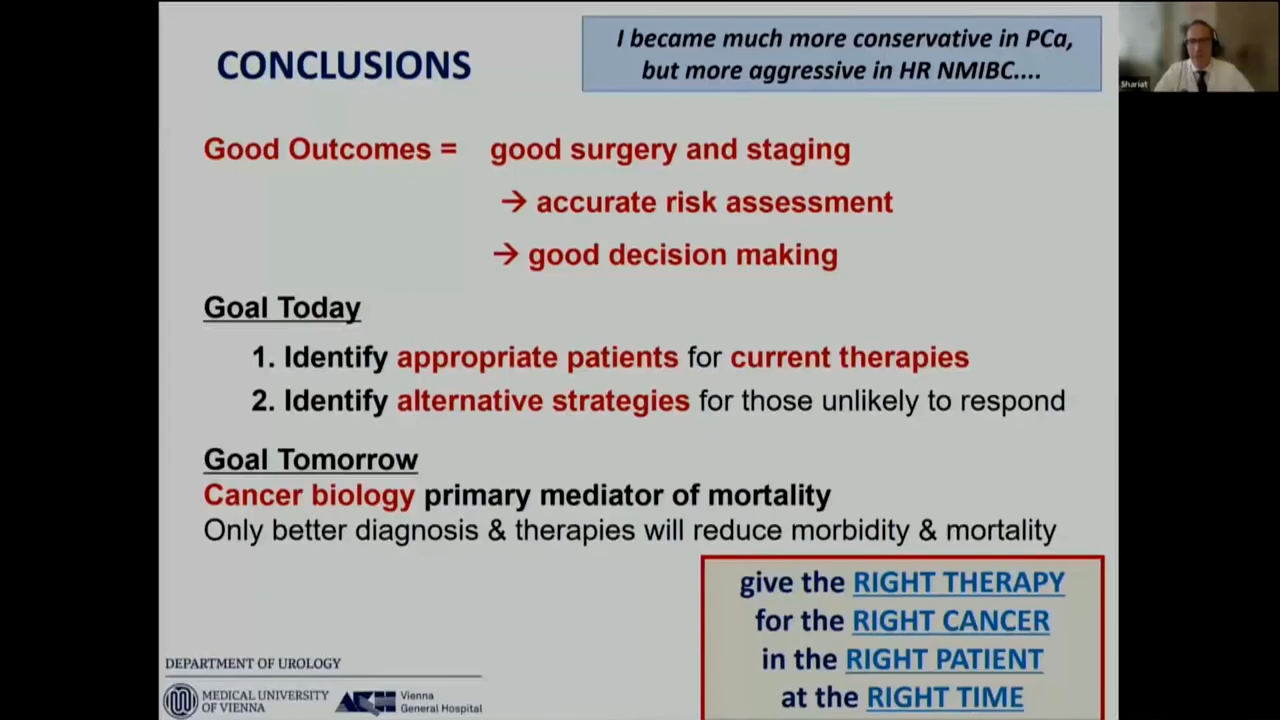 CONCLUSIONS
I became much more conservative in PCa,
but more aggressive in HR NMIBC....
Shariat
Good Outcomes = good surgery and staging
→ accurate risk assessment
→ good decision making
Goal Today
1. Identify appropriate patients for current therapies
2. Identify alternative strategies for those unlikely to respond
Goal Tomorrow
Cancer biology primary mediator of mortality
Only better diagnosis & therapies will reduce morbidity & mortality
give the RIGHT THERAPY
for the RIGHT CANCER
in the RIGHT PATIENT
at the RIGHT TIME
DEPARTMENT OF UROLOGY
MEDICAL UNIVERSITY
OF VIENNA
AKH
Vienna
General Hospital